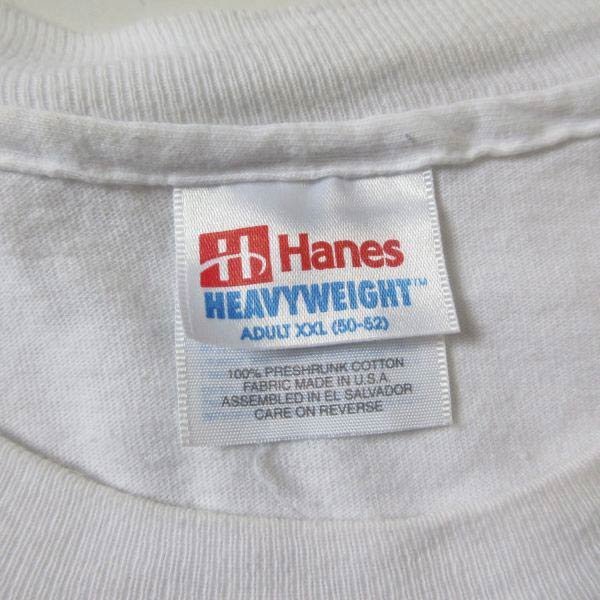 H Hanes
HEAVYWEIGHT™
ADULT XXL (50-52)
100% PRESHRUNK COTTON
FABRIC MADE IN U.S.A.
ASSEMBLED IN EL SALVADOR
CARE ON REVERSE